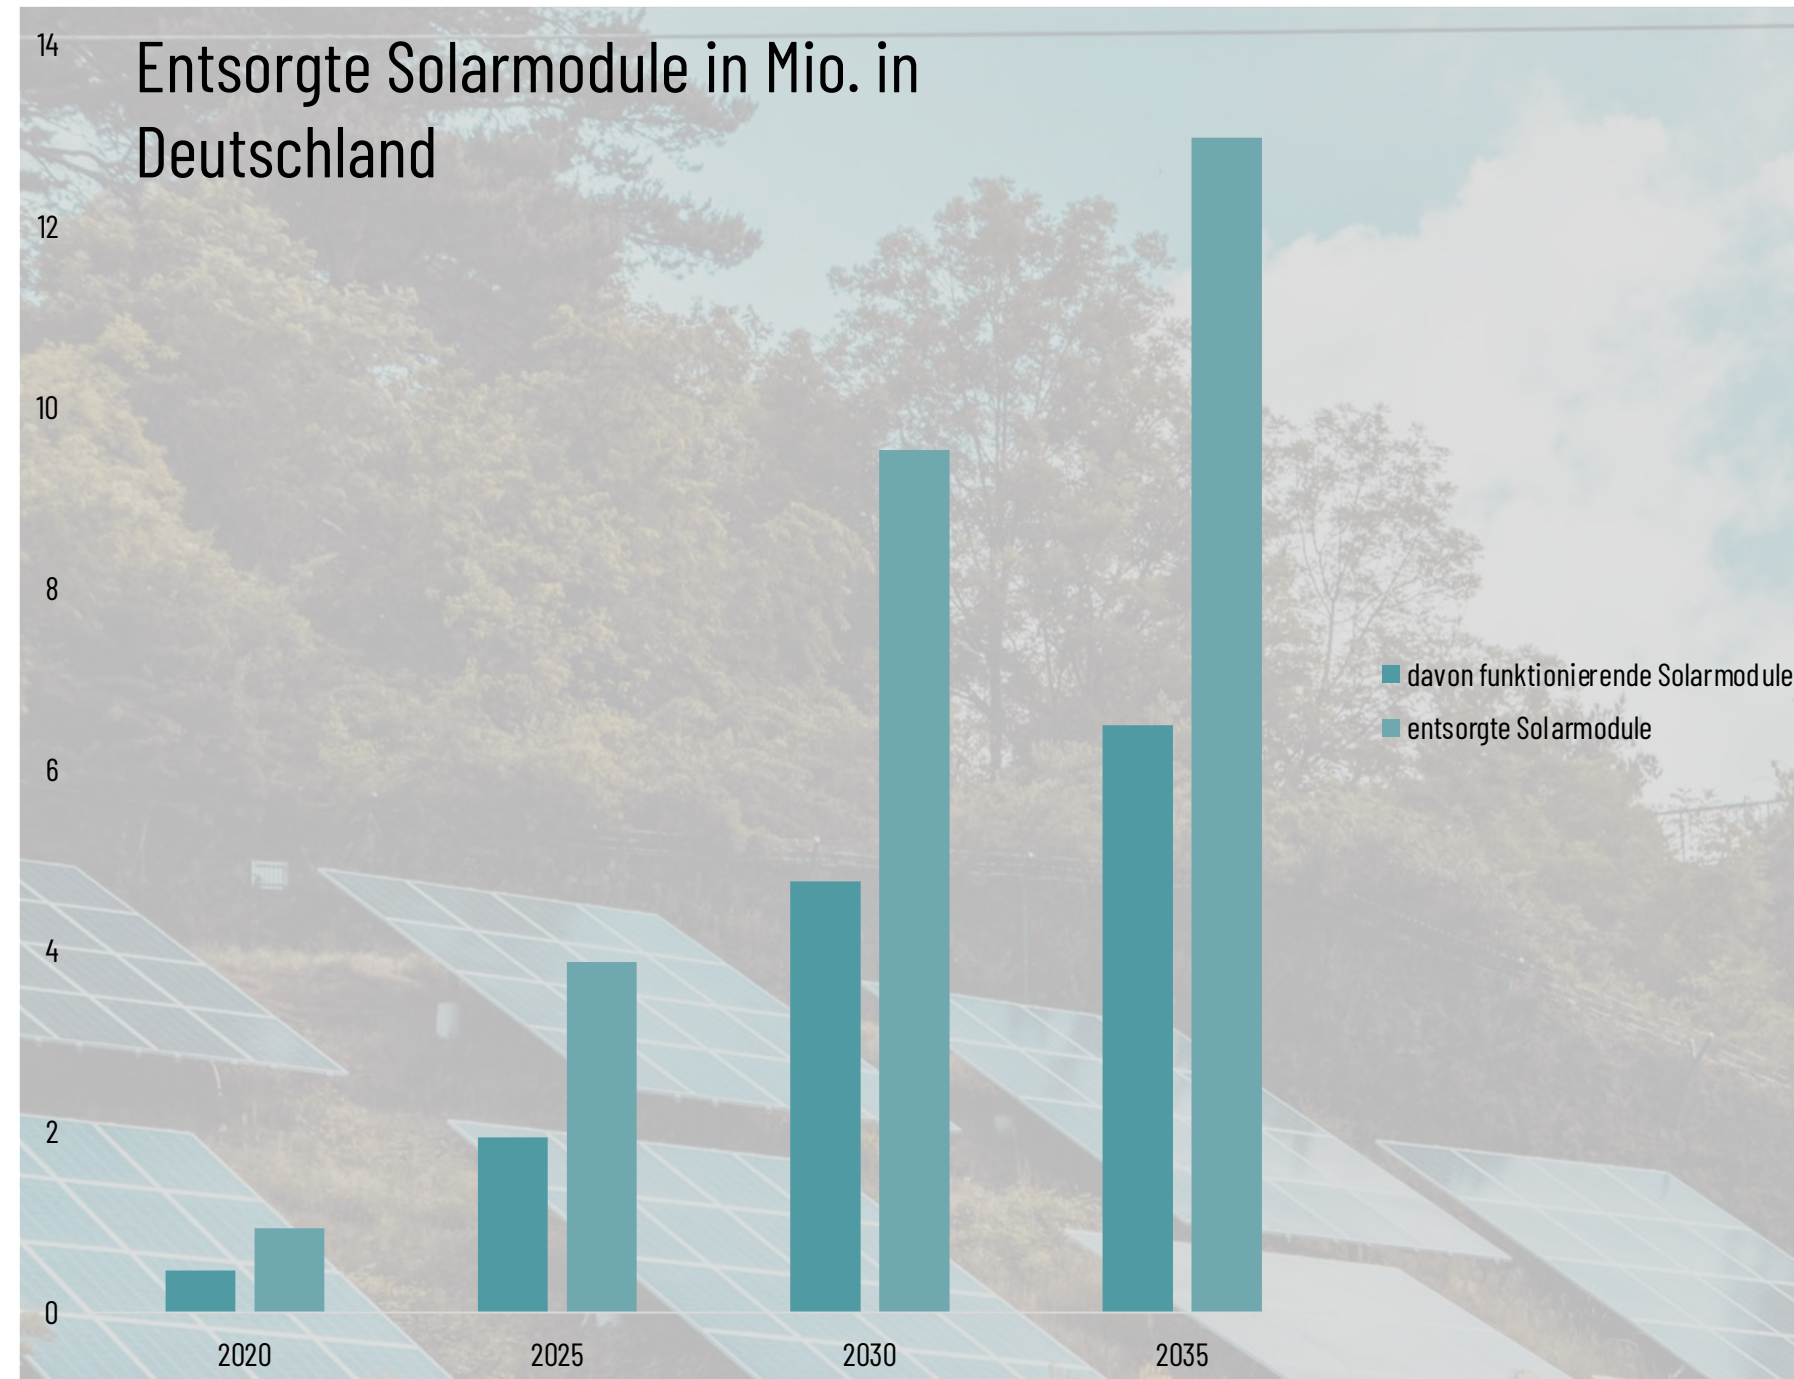 Entsorgte Solarmodule in Mio. in
Deutschland
14
12
10
8
6
4
2
0
2020 2025 2030 2035
davon funktionierende Solarmodule
entsorgte Solarmodule